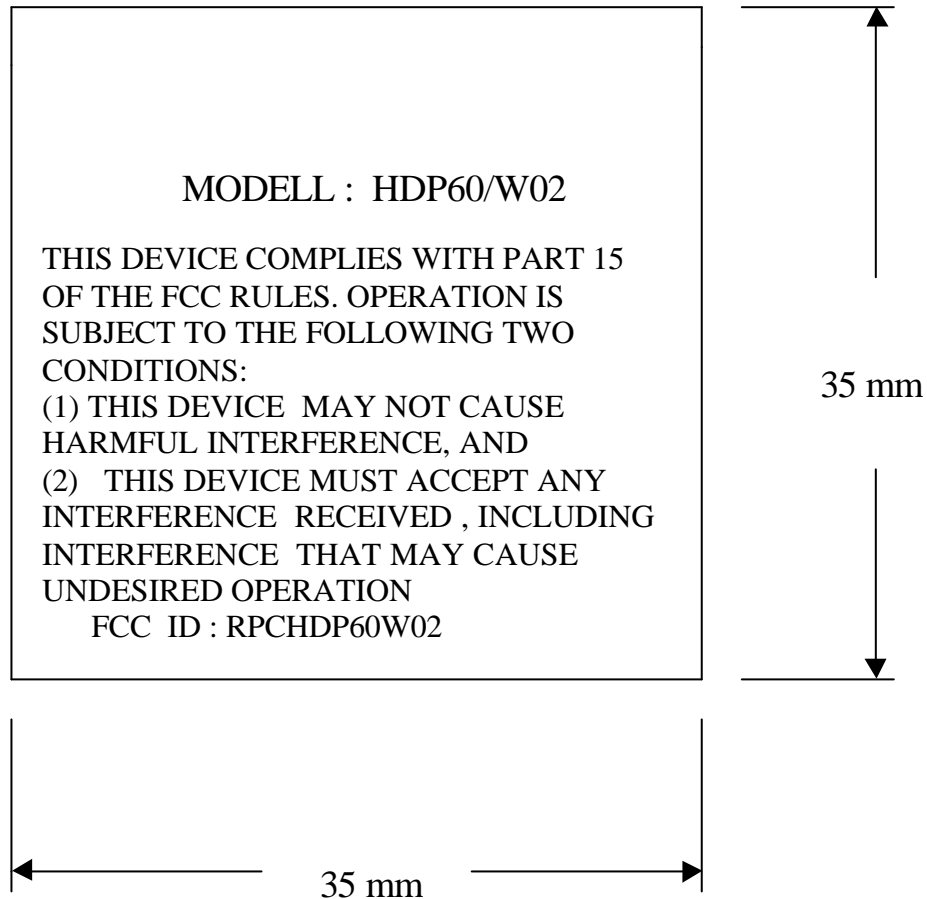 MODELL : HDP60/W02
THIS DEVICE COMPLIES WITH PART 15
OF THE FCC RULES. OPERATION IS
SUBJECT TO THE FOLLOWING TWO
CONDITIONS:
(1) THIS DEVICE MAY NOT CAUSE
HARMFUL INTERFERENCE, AND
(2) THIS DEVICE MUST ACCEPT ANY
INTERFERENCE RECEIVED , INCLUDING
INTERFERENCE THAT MAY CAUSE
UNDESIRED OPERATION
FCC ID : RPCHDP60W02
35 mm
35 mm